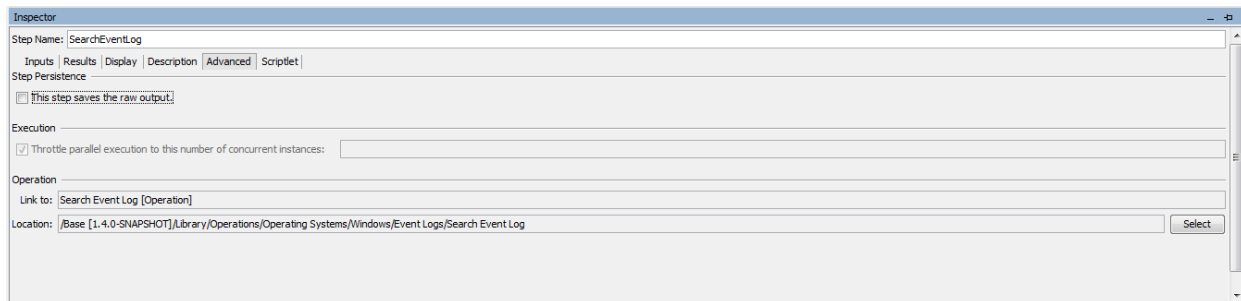 Inspector
Step Name: SearchEventLog
Inputs Results Display Description Advanced Scriptlet
Step Persistence
This step saves the raw output.
Execution
Throttle parallel execution to this number of concurrent instances:
Operation
Link to: Search Event Log [Operation]
Location: /Base [1.4.0-SNAPSHOT]/Library/Operations/Operating Systems/Windows/Event Logs/Search Event Log Select